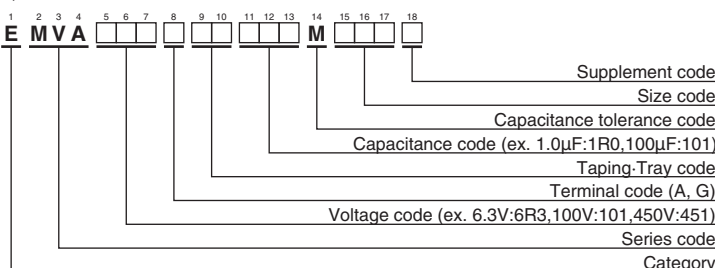 1 2 3 4 5 6 7 8 9 10 11 12 13 14 15 16 17 18
E M V A □□□ □ □□ □□□ M □□□ □
Supplement code
Size code
Capacitance tolerance code
Capacitance code (ex. 1.0μF:1R0,100μF:101)
Taping·Tray code
Terminal code (A, G)
Voltage code (ex. 6.3V:6R3,100V:101,450V:451)
Series code
Category